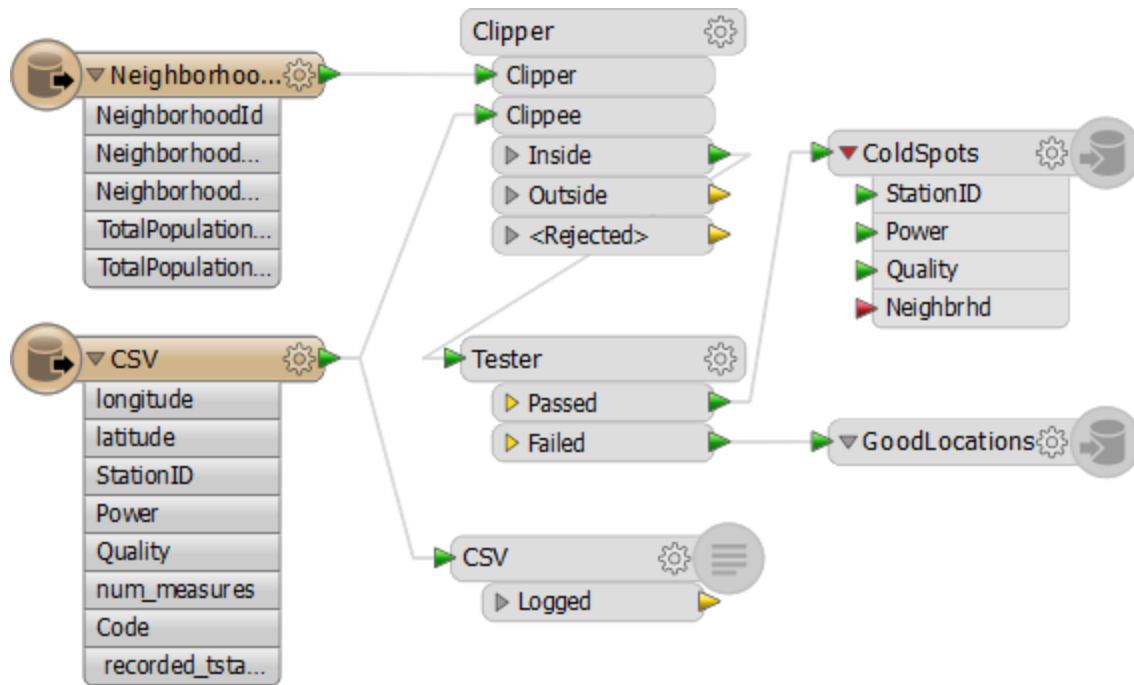 Neighborhoo...
NeighborhoodId
Neighborhood...
Neighborhood...
TotalPopulation...
TotalPopulation...
CSV
longitude
latitude
StationID
Power
Quality
num_measures
Code
recorded_tsta...
Clipper
Clipper
Clippee
Inside
Outside
<Rejected>
Tester
Passed
Failed
CSV
Logged
ColdSpots
StationID
Power
Quality
Neighbrhd
GoodLocations